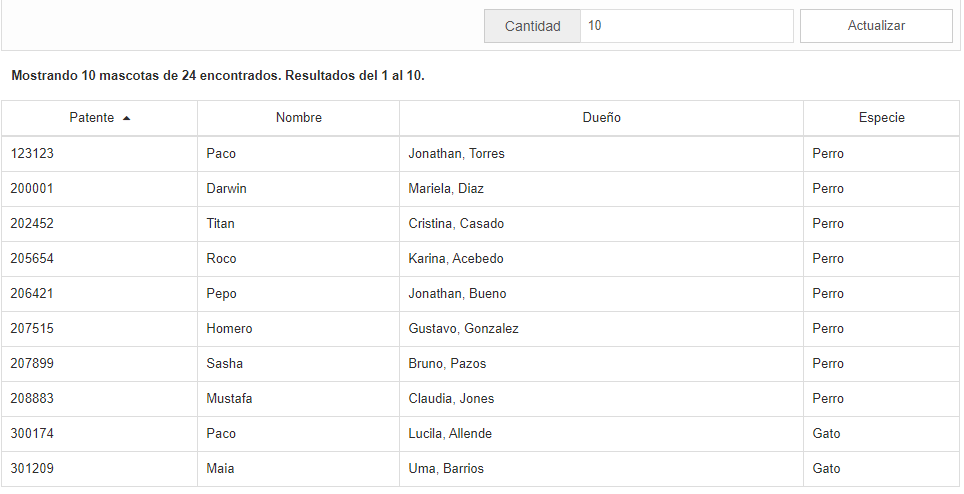 Cantidad 10 Actualizar
Mostrando 10 mascotas de 24 encontrados. Resultados del 1 al 10.
Patente Nombre Dueño Especie
123123 Paco Jonathan, Torres Perro
200001 Darwin Mariela, Diaz Perro
202452 Titan Cristina, Casado Perro
205654 Roco Karina, Acebedo Perro
206421 Pepo Jonathan, Bueno Perro
207515 Homero Gustavo, Gonzalez Perro
207899 Sasha Bruno, Pazos Perro
208883 Mustafa Claudia, Jones Perro
300174 Paco Lucila, Allende Gato
301209 Maia Uma, Barrios Gato